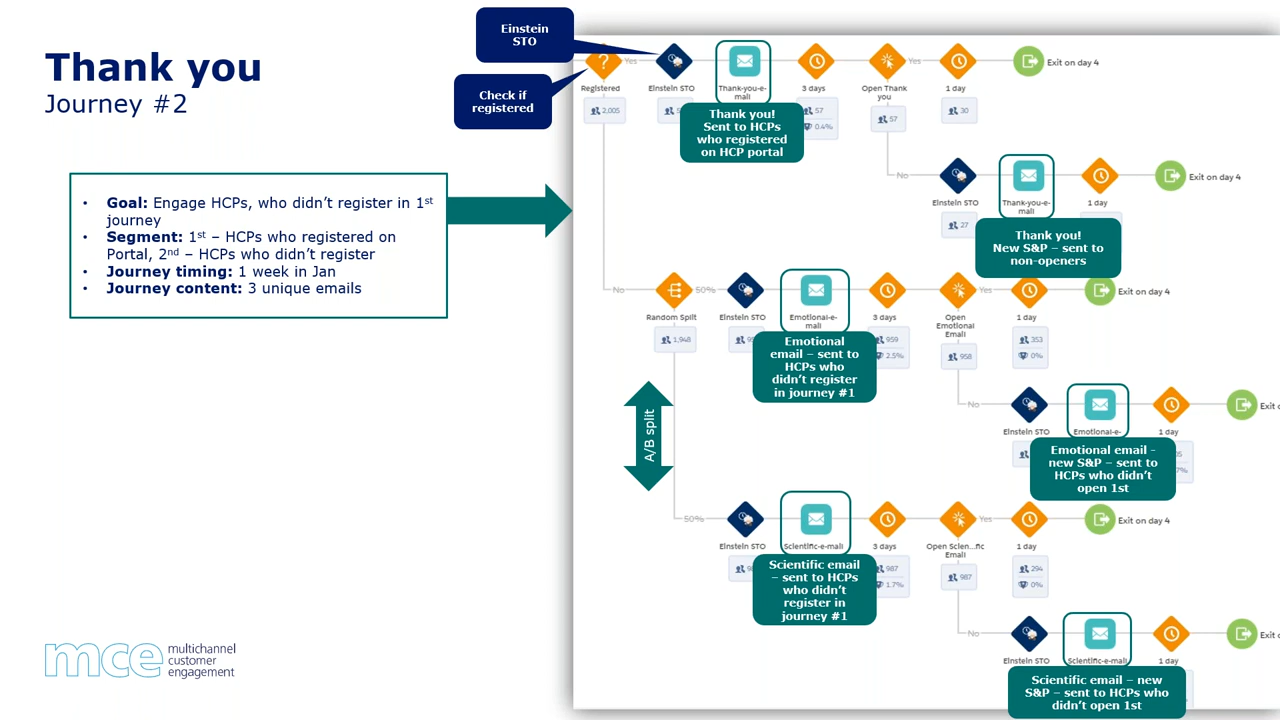 Thank you
Journey #2
Einstein
STO
Check if
registered
• Goal: Engage HCPs, who didn’t register in 1st
journey
• Segment: 1st – HCPs who registered on
Portal, 2nd – HCPs who didn’t register
• Journey timing: 1 week in Jan
• Journey content: 3 unique emails
?
Yes
Yes
Exit on day 4
Registered
Einstein STO
Thank-you-e-
mail
3 days
Open Thank
you
1 day
2,005
57
0.4%
57
30
Thank you!
Sent to HCPs
who registered
on HCP portal
No
Exit on day 4
Einstein STO
Thank-you-e-
mail
1 day
27
Thank you!
New S&P – sent to
non-openers
No
50%
Yes
Exit on day 4
Random Split
Einstein STO
Emotional-e-
mail
3 days
Open
Emotional
Email
1 day
1,948
959
2.5%
958
353
0%
Emotional
email – sent to
HCPs who
didn’t register
in journey #1
A/B split
No
Exit
Einstein STO
Emotional-e-
1 day
Emotional email -
new S&P – sent to
HCPs who didn’t
open 1st
50%
Yes
Exit on day 4
Einstein STO
Scientific-e-mail
3 days
Open Scien...fic
Email
1 day
987
1.7%
987
294
0%
Scientific email
– sent to HCPs
who didn’t
register in
journey #1
No
Exit
Einstein STO
Scientific-e-mail
1 day
Scientific email – new
S&P – sent to HCPs who
didn’t open 1st
mce multichannel
customer
engagement